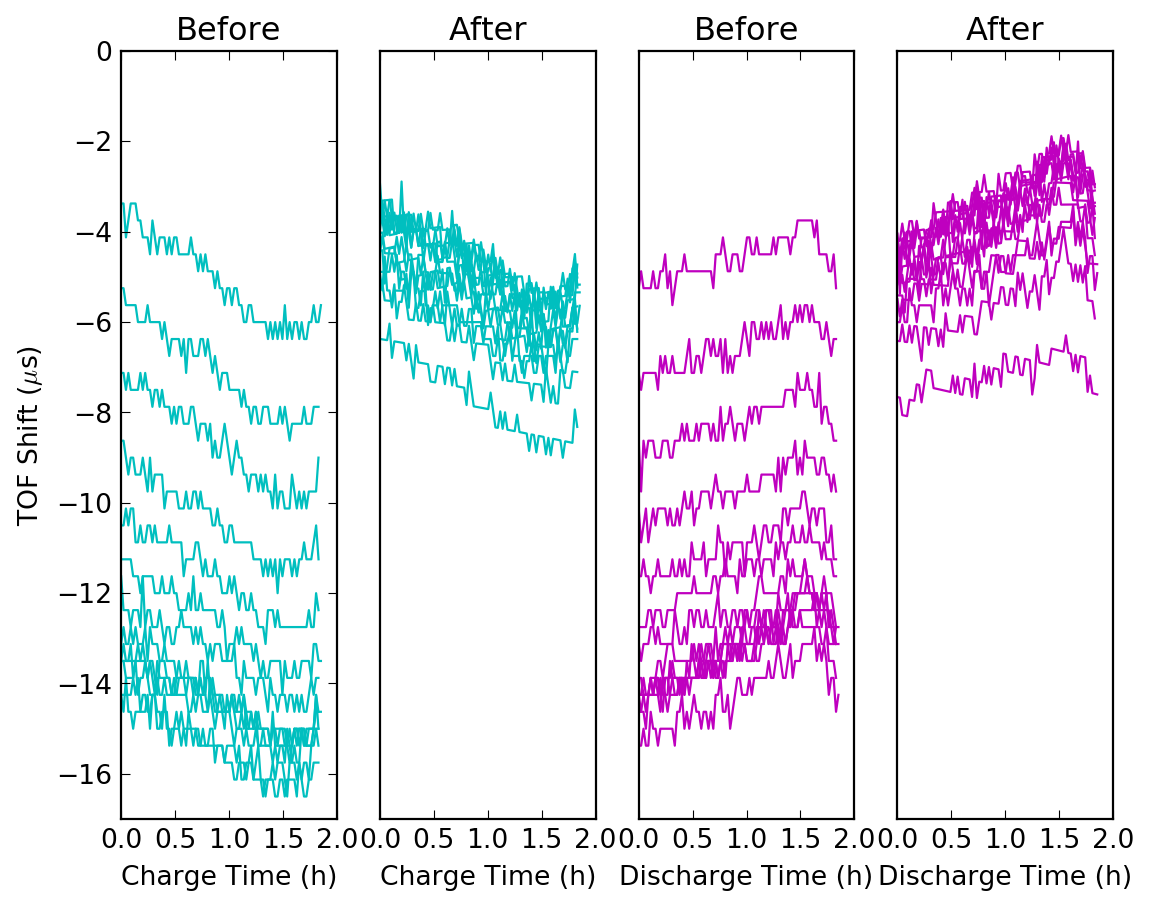 Before After Before After
TOF Shift (μs)
0
−2
−4
−6
−8
−10
−12
−14
−16
0.0 0.5 1.0 1.5 2.0 0.0 0.5 1.0 1.5 2.0 0.0 0.5 1.0 1.5 2.0 0.0 0.5 1.0 1.5 2.0
Charge Time (h) Charge Time (h) Discharge Time (h) Discharge Time (h)